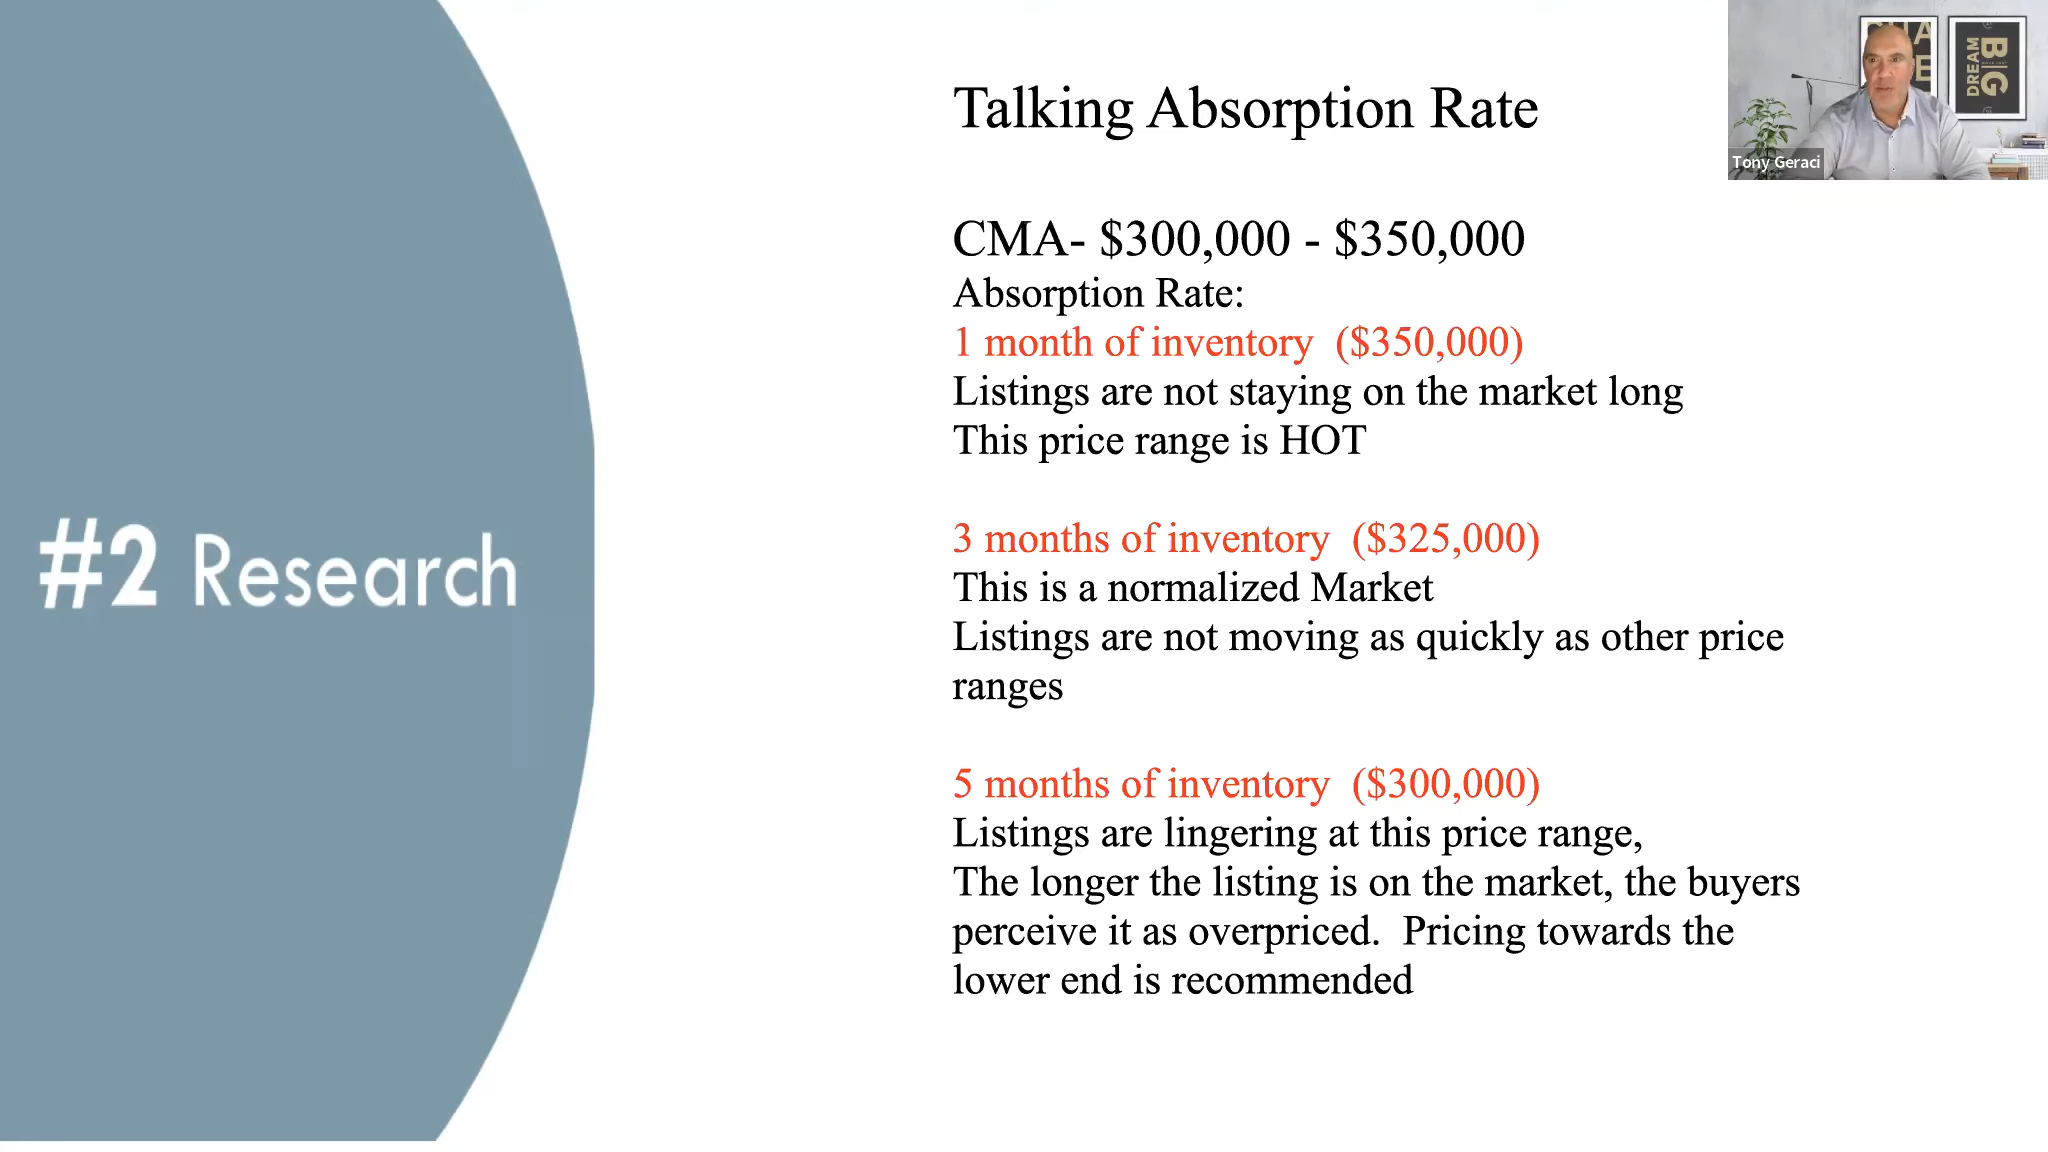 Talking Absorption Rate
CMA- $300,000 - $350,000
Absorption Rate:
1 month of inventory  ($350,000)
Listings are not staying on the market long
This price range is HOT
3 months of inventory  ($325,000)
This is a normalized Market
Listings are not moving as quickly as other price
ranges
5 months of inventory  ($300,000)
Listings are lingering at this price range,
The longer the listing is on the market, the buyers
perceive it as overpriced.  Pricing towards the
lower end is recommended
#2 Research
DREAM
BIG
Tony Geraci